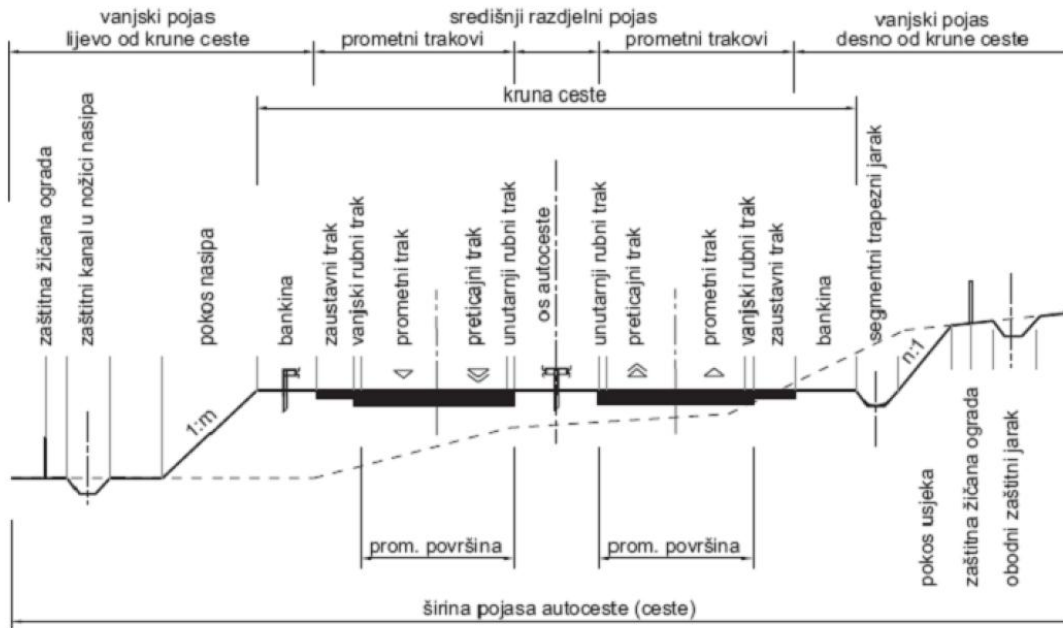 vanjski pojas
lijevo od krune ceste
prometni trakovi
središnji razdjelni pojas
prometni trakovi
vanjski pojas
desno od krune ceste
kruna ceste
zaštitna žičana ograda
zaštitni kanal u nožici nasipa
pokos nasipa
bankina
zaustavni trak
vanjski rubni trak
prometni trak
preticajni trak
unutarnji rubni trak
os autoceste
unutarnji rubni trak
preticajni trak
prometni trak
vanjski rubni trak
zaustavni trak
bankina
segmentni trapezni jarak
1:m
n:1
pokos usjeka
zaštitna žičana ograda
obodni zaštitni jarak
prom. površina
prom. površina
širina pojasa autoceste (ceste)